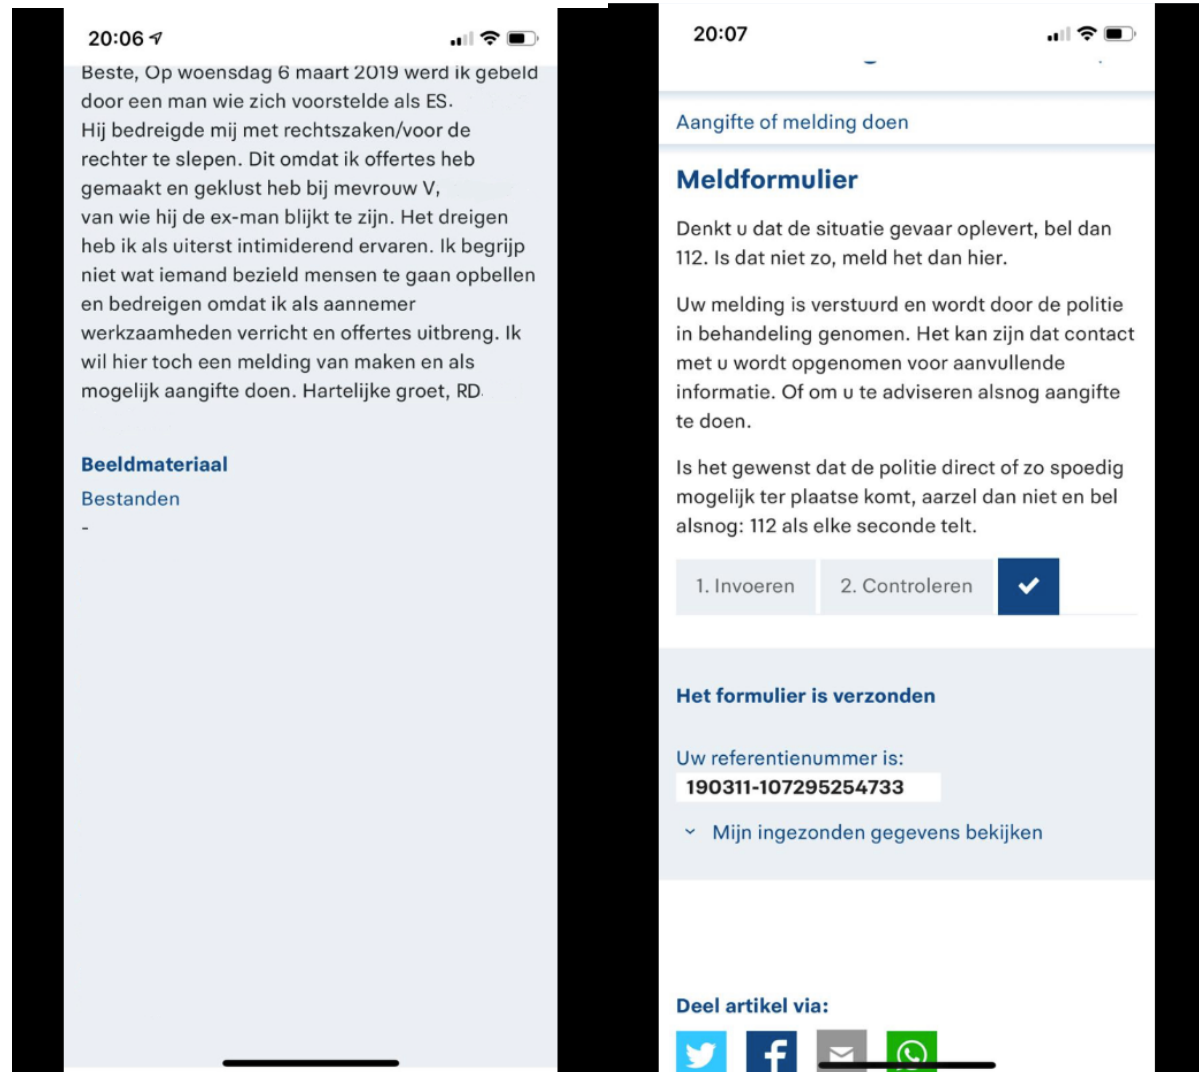 20:06
Beste, Op woensdag 6 maart 2019 werd ik gebeld
door een man wie zich voorstelde als ES.
Hij bedreigde mij met rechtszaken/voor de
rechter te slepen. Dit omdat ik offertes heb
gemaakt en geklust heb bij mevrouw V,
van wie hij de ex-man blijkt te zijn. Het dreigen
heb ik als uiterst intimiderend ervaren. Ik begrijp
niet wat iemand bezield mensen te gaan opbellen
en bedreigen omdat ik als aannemer
werkzaamheden verricht en offertes uitbreng. Ik
wil hier toch een melding van maken en als
mogelijk aangifte doen. Hartelijke groet, RD.
Beeldmateriaal
Bestanden
-
20:07
Aangifte of melding doen
Meldformulier
Denkt u dat de situatie gevaar oplevert, bel dan
112. Is dat niet zo, meld het dan hier.
Uw melding is verstuurd en wordt door de politie
in behandeling genomen. Het kan zijn dat contact
met u wordt opgenomen voor aanvullende
informatie. Of om u te adviseren alsnog aangifte
te doen.
Is het gewenst dat de politie direct of zo spoedig
mogelijk ter plaatse komt, aarzel dan niet en bel
alsnog: 112 als elke seconde telt.
1. Invoeren 2. Controleren
Het formulier is verzonden
Uw referentienummer is:
190311-107295254733
Mijn ingezonden gegevens bekijken
Deel artikel via: